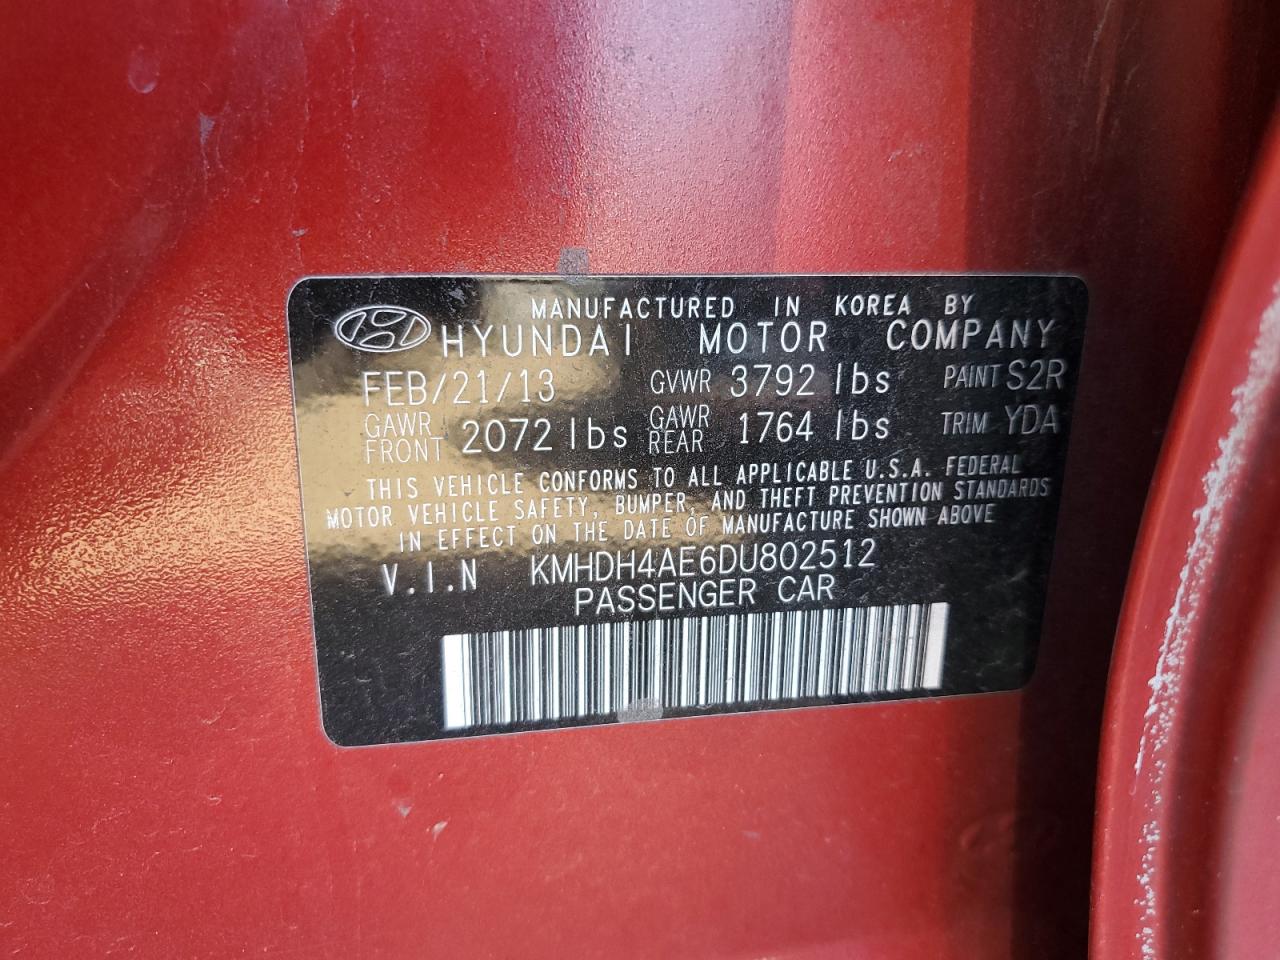 MANUFACTURED IN KOREA BY
HYUNDAI MOTOR COMPANY
FEB/21/13 GVWR 3792 lbs PAINT S2R
GAWR FRONT 2072 lbs GAWR REAR 1764 lbs TRIM YDA
THIS VEHICLE CONFORMS TO ALL APPLICABLE U.S.A. FEDERAL
MOTOR VEHICLE SAFETY, BUMPER, AND THEFT PREVENTION STANDARDS
IN EFFECT ON THE DATE OF MANUFACTURE SHOWN ABOVE
V.I.N KMHDH4AE6DU802512
PASSENGER CAR